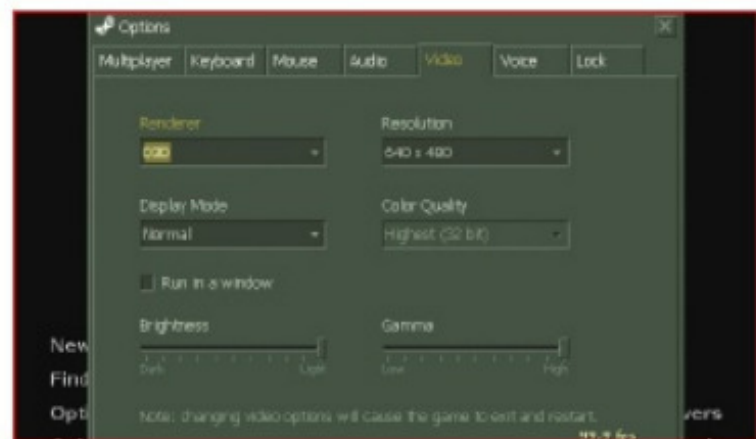 Options
Multiplayer Keyboard Mouse Audio Video Voice Lock
Renderer Resolution
640 x 480
Display Mode Color Quality
Normal Highest (32 bit)
Run in a window
Brightness Gamma
Dark Light Low High
New
Find
Opti vers
Note: changing video options will cause the game to exit and restart.